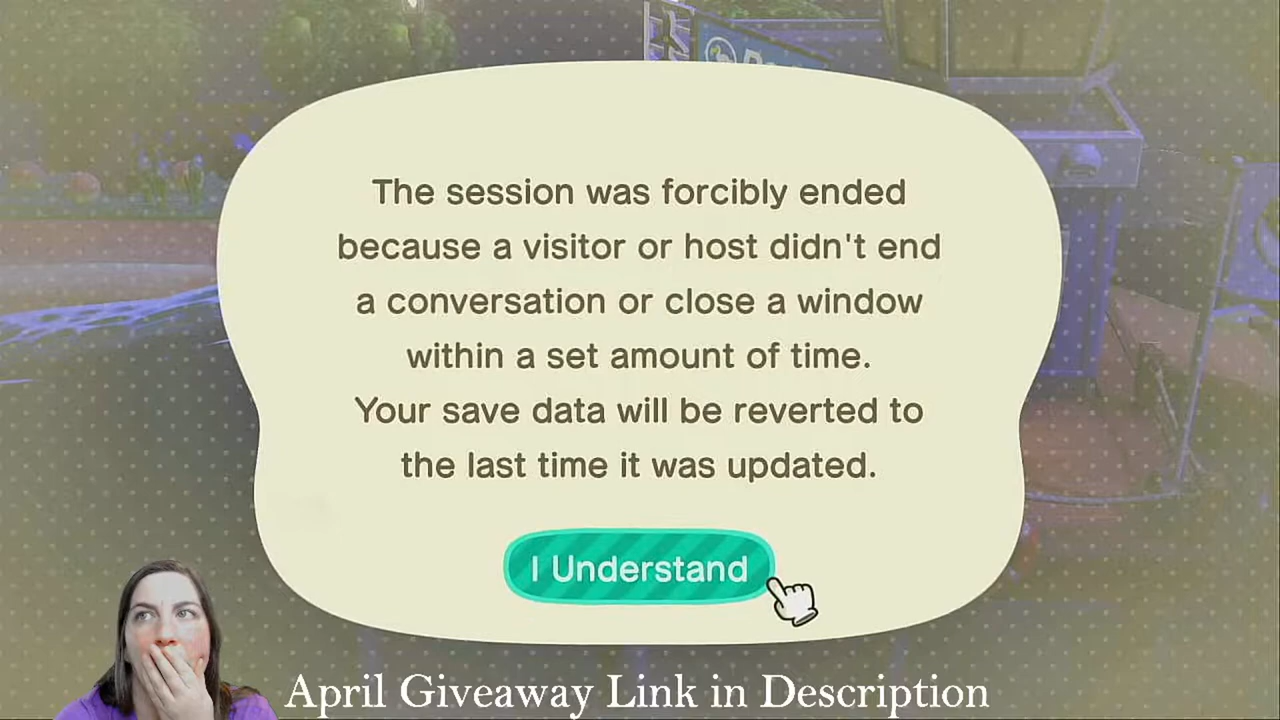 The session was forcibly ended
because a visitor or host didn't end
a conversation or close a window
within a set amount of time.
Your save data will be reverted to
the last time it was updated.
I Understand
April Giveaway Link in Description